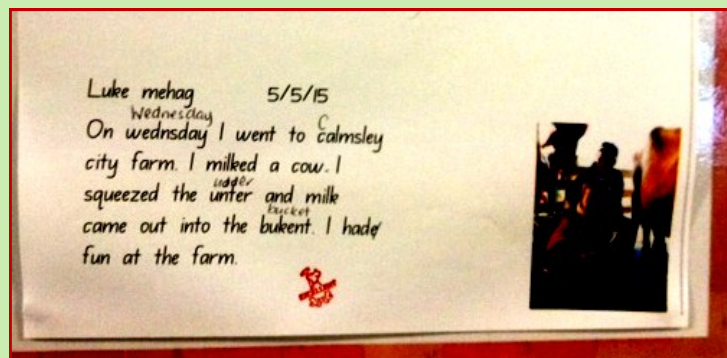 Luke mehag 5/5/15
Wednesday
On wednsday I went to Calmsley
city farm. I milked a cow. I
udder
squeezed the unter and milk
bucket
came out into the bukent. I hade
fun at the farm.